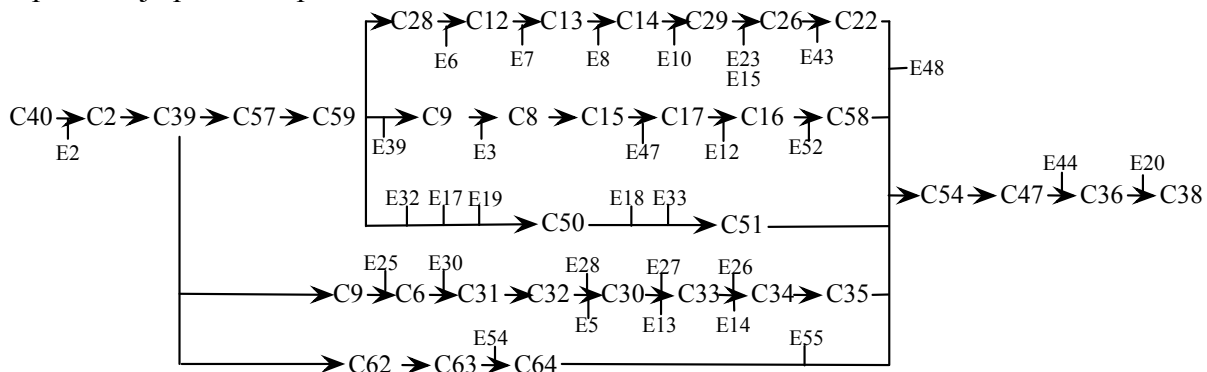 C28 C12 C13 C14 C29 C26 C22
E6 E7 E8 E10 E23 E43
E15
E48
C40 C2 C39 C57 C59 C9 C8 C15 C17 C16 C58
E2 E39 E3 E47 E12 E52
E44 E20
E32 E17 E19 E18 E33
C54 C47 C36 C38
C50 C51
E25 E30 E28 E27 E26
C9 C6 C31 C32 C30 C33 C34 C35
E5 E13 E14
E54 E55
C62 C63 C64